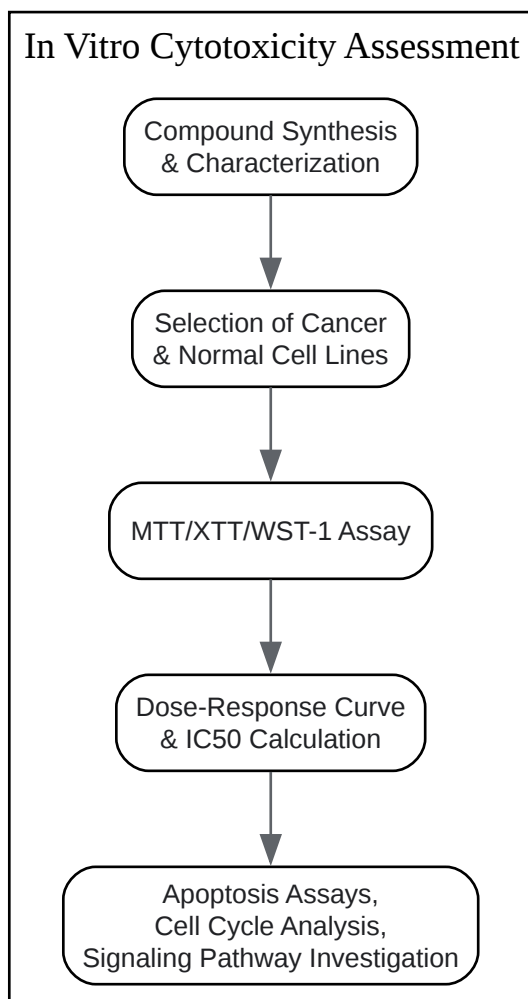 In Vitro Cytotoxicity Assessment
Compound Synthesis
& Characterization
Selection of Cancer
& Normal Cell Lines
MTT/XTT/WST-1 Assay
Dose-Response Curve
& IC50 Calculation
Apoptosis Assays,
Cell Cycle Analysis,
Signaling Pathway Investigation